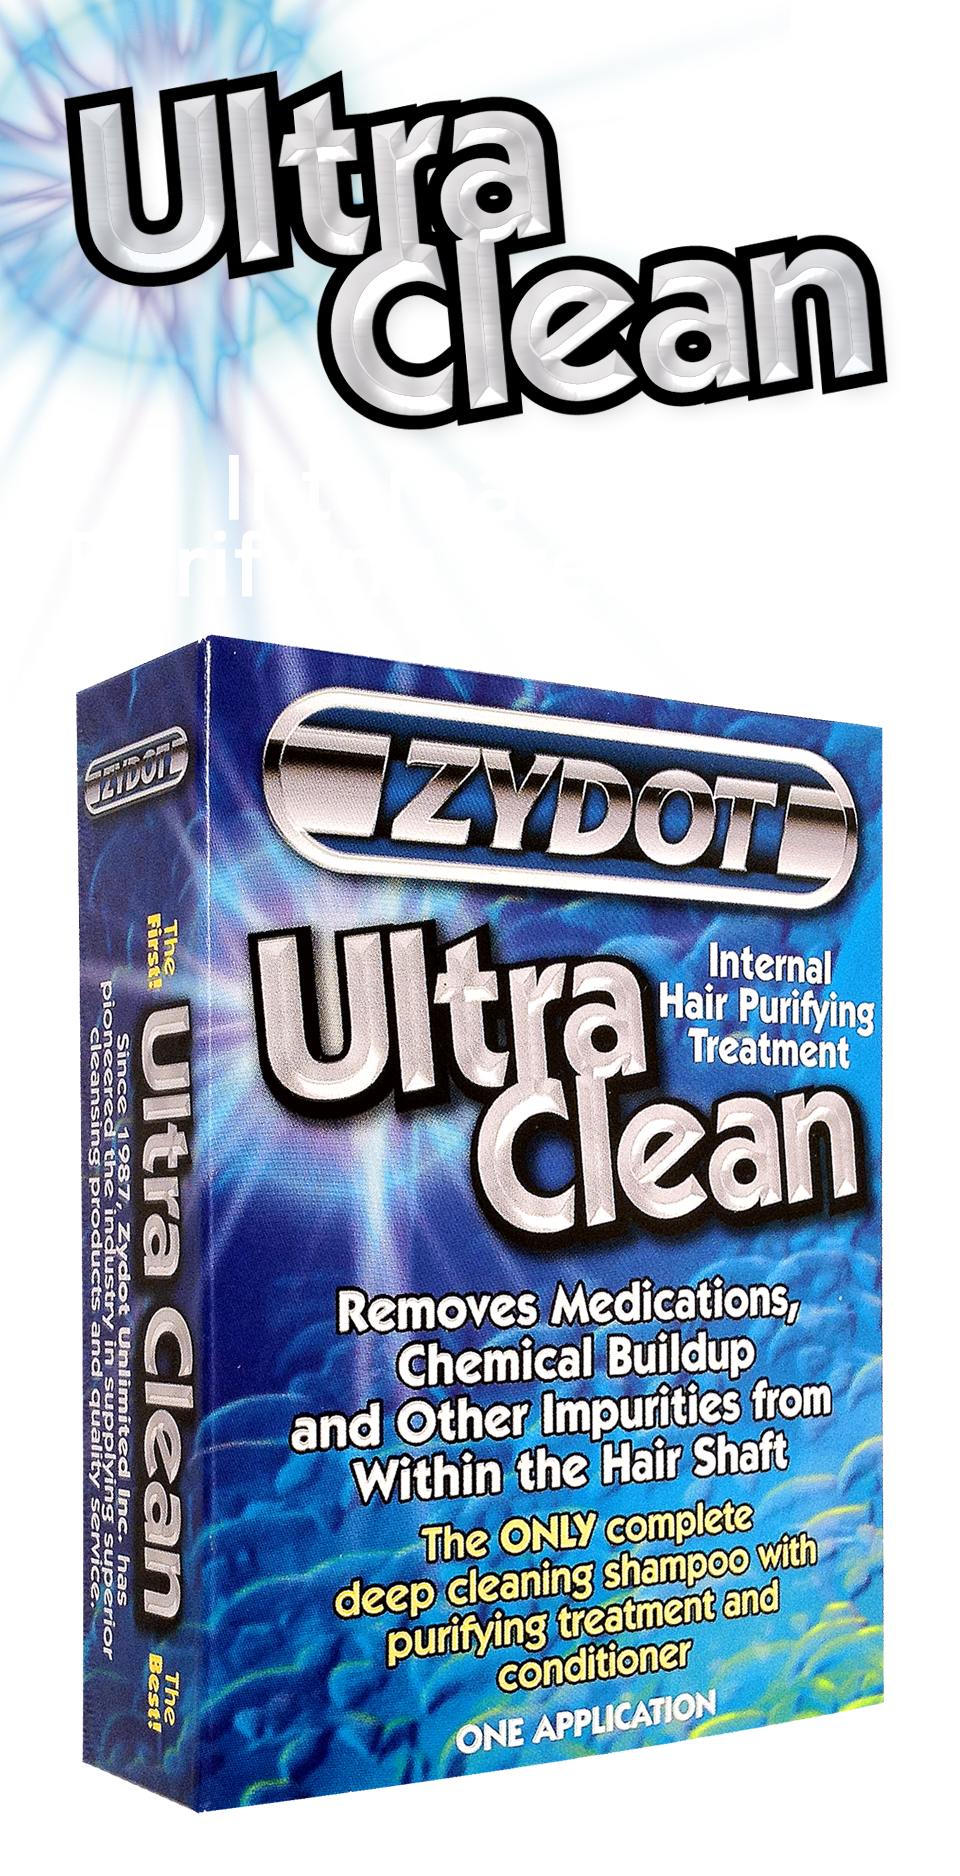 Ultra
Clean
ZYDOT
Ultra
Clean
Internal
Hair Purifying
Treatment
Removes Medications,
Chemical Buildup
and Other Impurities from
Within the Hair Shaft
The ONLY complete
deep cleaning shampoo with
purifying treatment and
conditioner
ONE APPLICATION
ZYDOT
The
First!
Ultra Clean
The
Best!
Since 1987, Zydot Unlimited Inc. has
pioneered the industry in supplying superior
cleansing products and quality service.